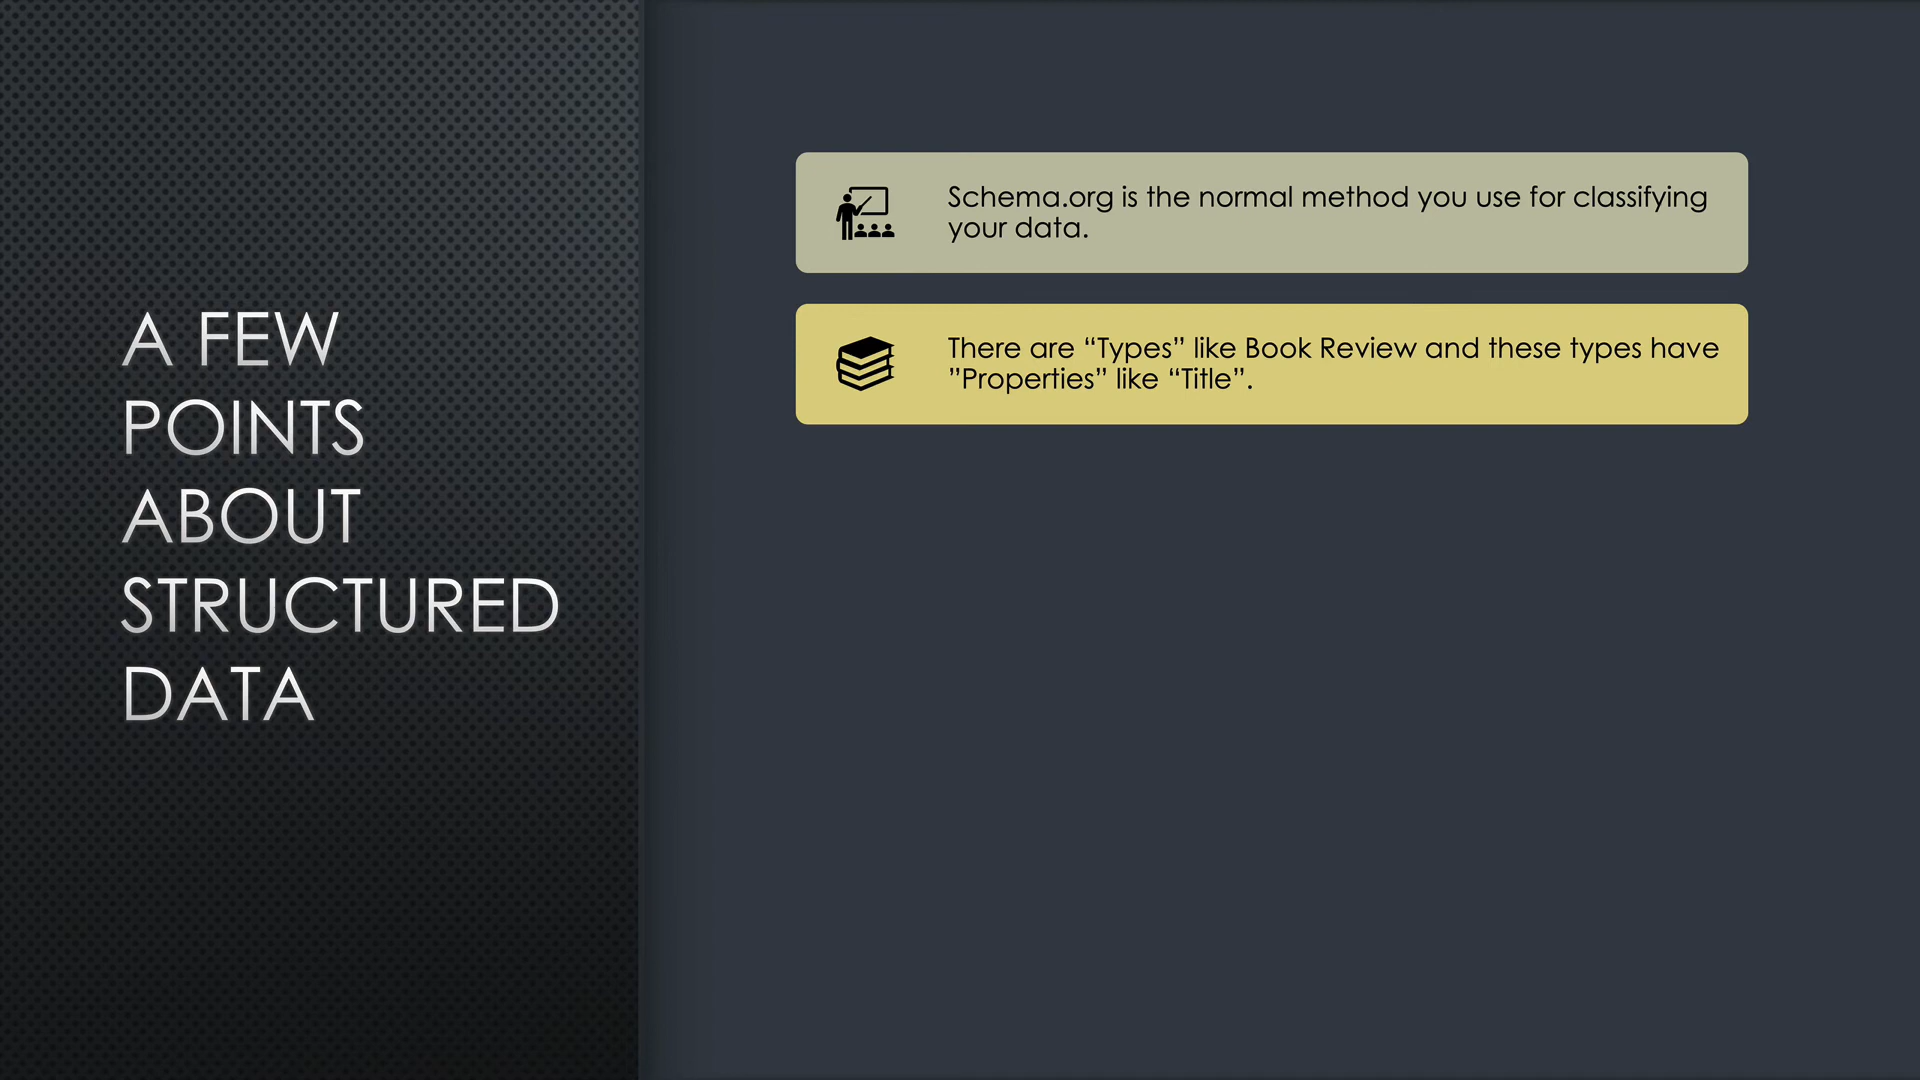 A FEW
POINTS
ABOUT
STRUCTURED
DATA
Schema.org is the normal method you use for classifying
your data.
There are “Types” like Book Review and these types have
”Properties” like “Title”.